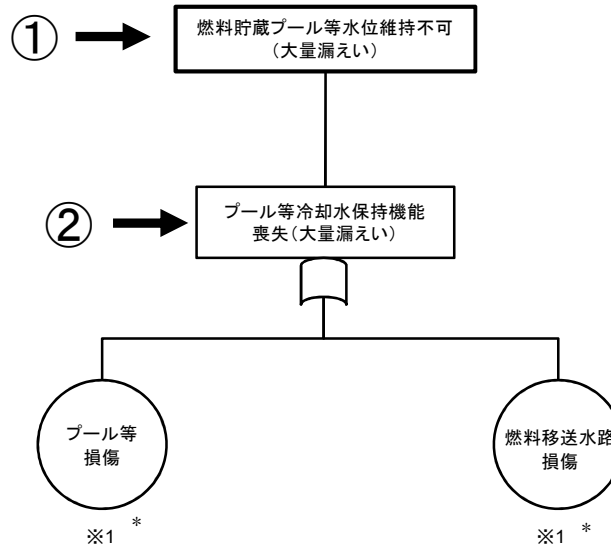 ①
燃料貯蔵プール等水位維持不可
(大量漏えい)
②
プール等冷却水保持機能
喪失(大量漏えい)
プール等
損傷
※1 *
燃料移送水路
損傷
※1 *